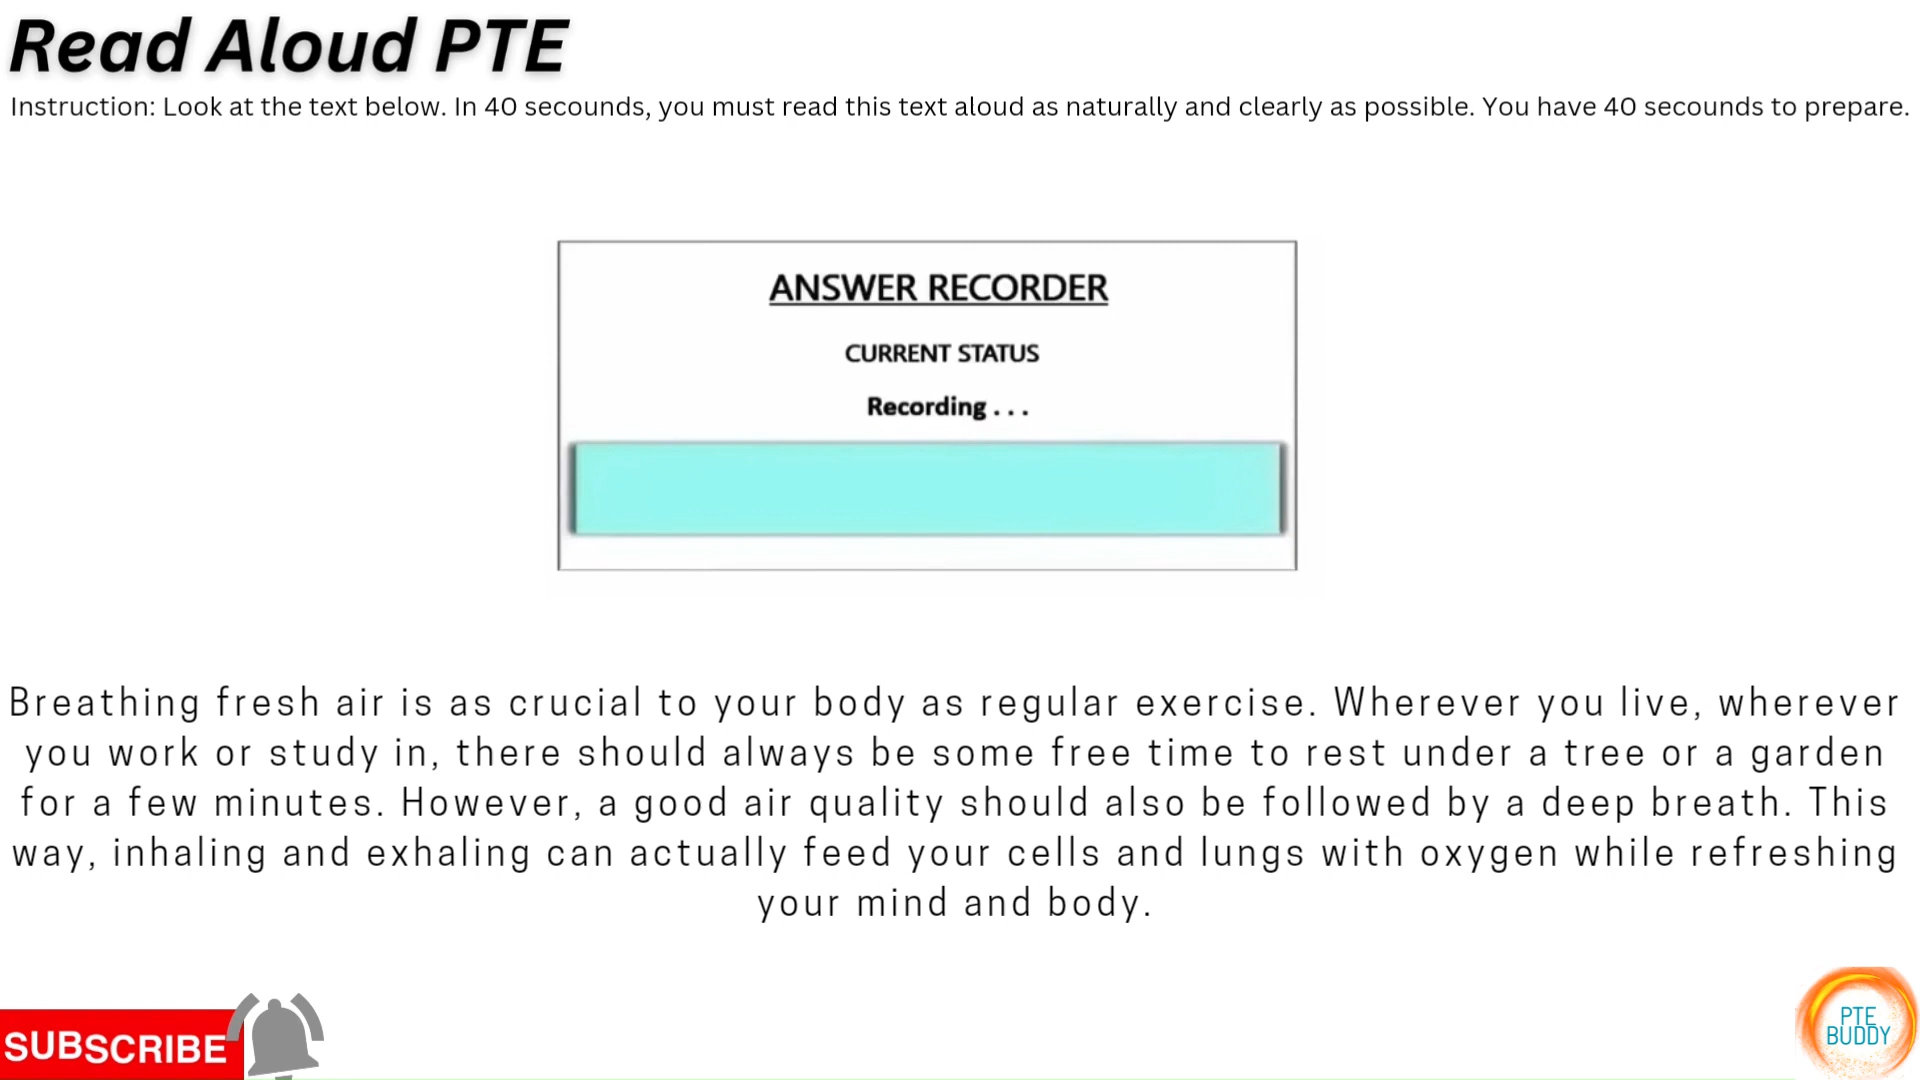 Read Aloud PTE
Instruction: Look at the text below. In 40 secounds, you must read this text aloud as naturally and clearly as possible. You have 40 secounds to prepare.
ANSWER RECORDER
CURRENT STATUS
Recording . . .
Breathing fresh air is as crucial to your body as regular exercise. Wherever you live, wherever
you work or study in, there should always be some free time to rest under a tree or a garden
for a few minutes. However, a good air quality should also be followed by a deep breath. This
way, inhaling and exhaling can actually feed your cells and lungs with oxygen while refreshing
your mind and body.
SUBSCRIBE
PTE
BUDDY